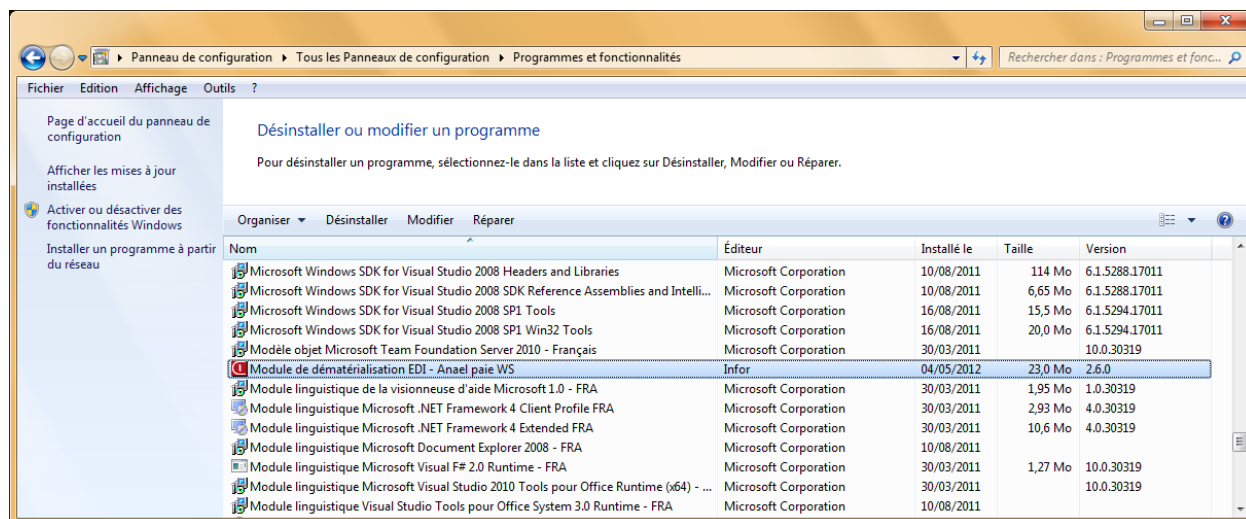 Panneau de configuration Tous les Panneaux de configuration Programmes et fonctionnalités Rechercher dans : Programmes et fonc...
Fichier Edition Affichage Outils ?
Page d'accueil du panneau de configuration
Afficher les mises à jour installées
Activer ou désactiver des fonctionnalités Windows
Installer un programme à partir du réseau
Désinstaller ou modifier un programme
Pour désinstaller un programme, sélectionnez-le dans la liste et cliquez sur Désinstaller, Modifier ou Réparer.
Organiser Désinstaller Modifier Réparer
Nom Éditeur Installé le Taille Version
Microsoft Windows SDK for Visual Studio 2008 Headers and Libraries Microsoft Corporation 10/08/2011 114 Mo 6.1.5288.17011
Microsoft Windows SDK for Visual Studio 2008 SDK Reference Assemblies and Intelli... Microsoft Corporation 10/08/2011 6,65 Mo 6.1.5288.17011
Microsoft Windows SDK for Visual Studio 2008 SP1 Tools Microsoft Corporation 16/08/2011 15,5 Mo 6.1.5294.17011
Microsoft Windows SDK for Visual Studio 2008 SP1 Win32 Tools Microsoft Corporation 16/08/2011 20,0 Mo 6.1.5294.17011
Modèle objet Microsoft Team Foundation Server 2010 - Français Microsoft Corporation 30/03/2011 10.0.30319
Module de dématérialisation EDI - Anael paie WS Infor 04/05/2012 23,0 Mo 2.6.0
Module linguistique de la visionneuse d'aide Microsoft 1.0 - FRA Microsoft Corporation 30/03/2011 1,95 Mo 1.0.30319
Module linguistique Microsoft .NET Framework 4 Client Profile FRA Microsoft Corporation 30/03/2011 2,93 Mo 4.0.30319
Module linguistique Microsoft .NET Framework 4 Extended FRA Microsoft Corporation 30/03/2011 10,6 Mo 4.0.30319
Module linguistique Microsoft Document Explorer 2008 - FRA Microsoft Corporation 10/08/2011
Module linguistique Microsoft Visual F# 2.0 Runtime - FRA Microsoft Corporation 30/03/2011 1,27 Mo 10.0.30319
Module linguistique Microsoft Visual Studio 2010 Tools pour Office Runtime (x64) - ... Microsoft Corporation 30/03/2011 10.0.30319
Module linguistique Visual Studio Tools pour Office System 3.0 Runtime - FRA Microsoft Corporation 10/08/2011